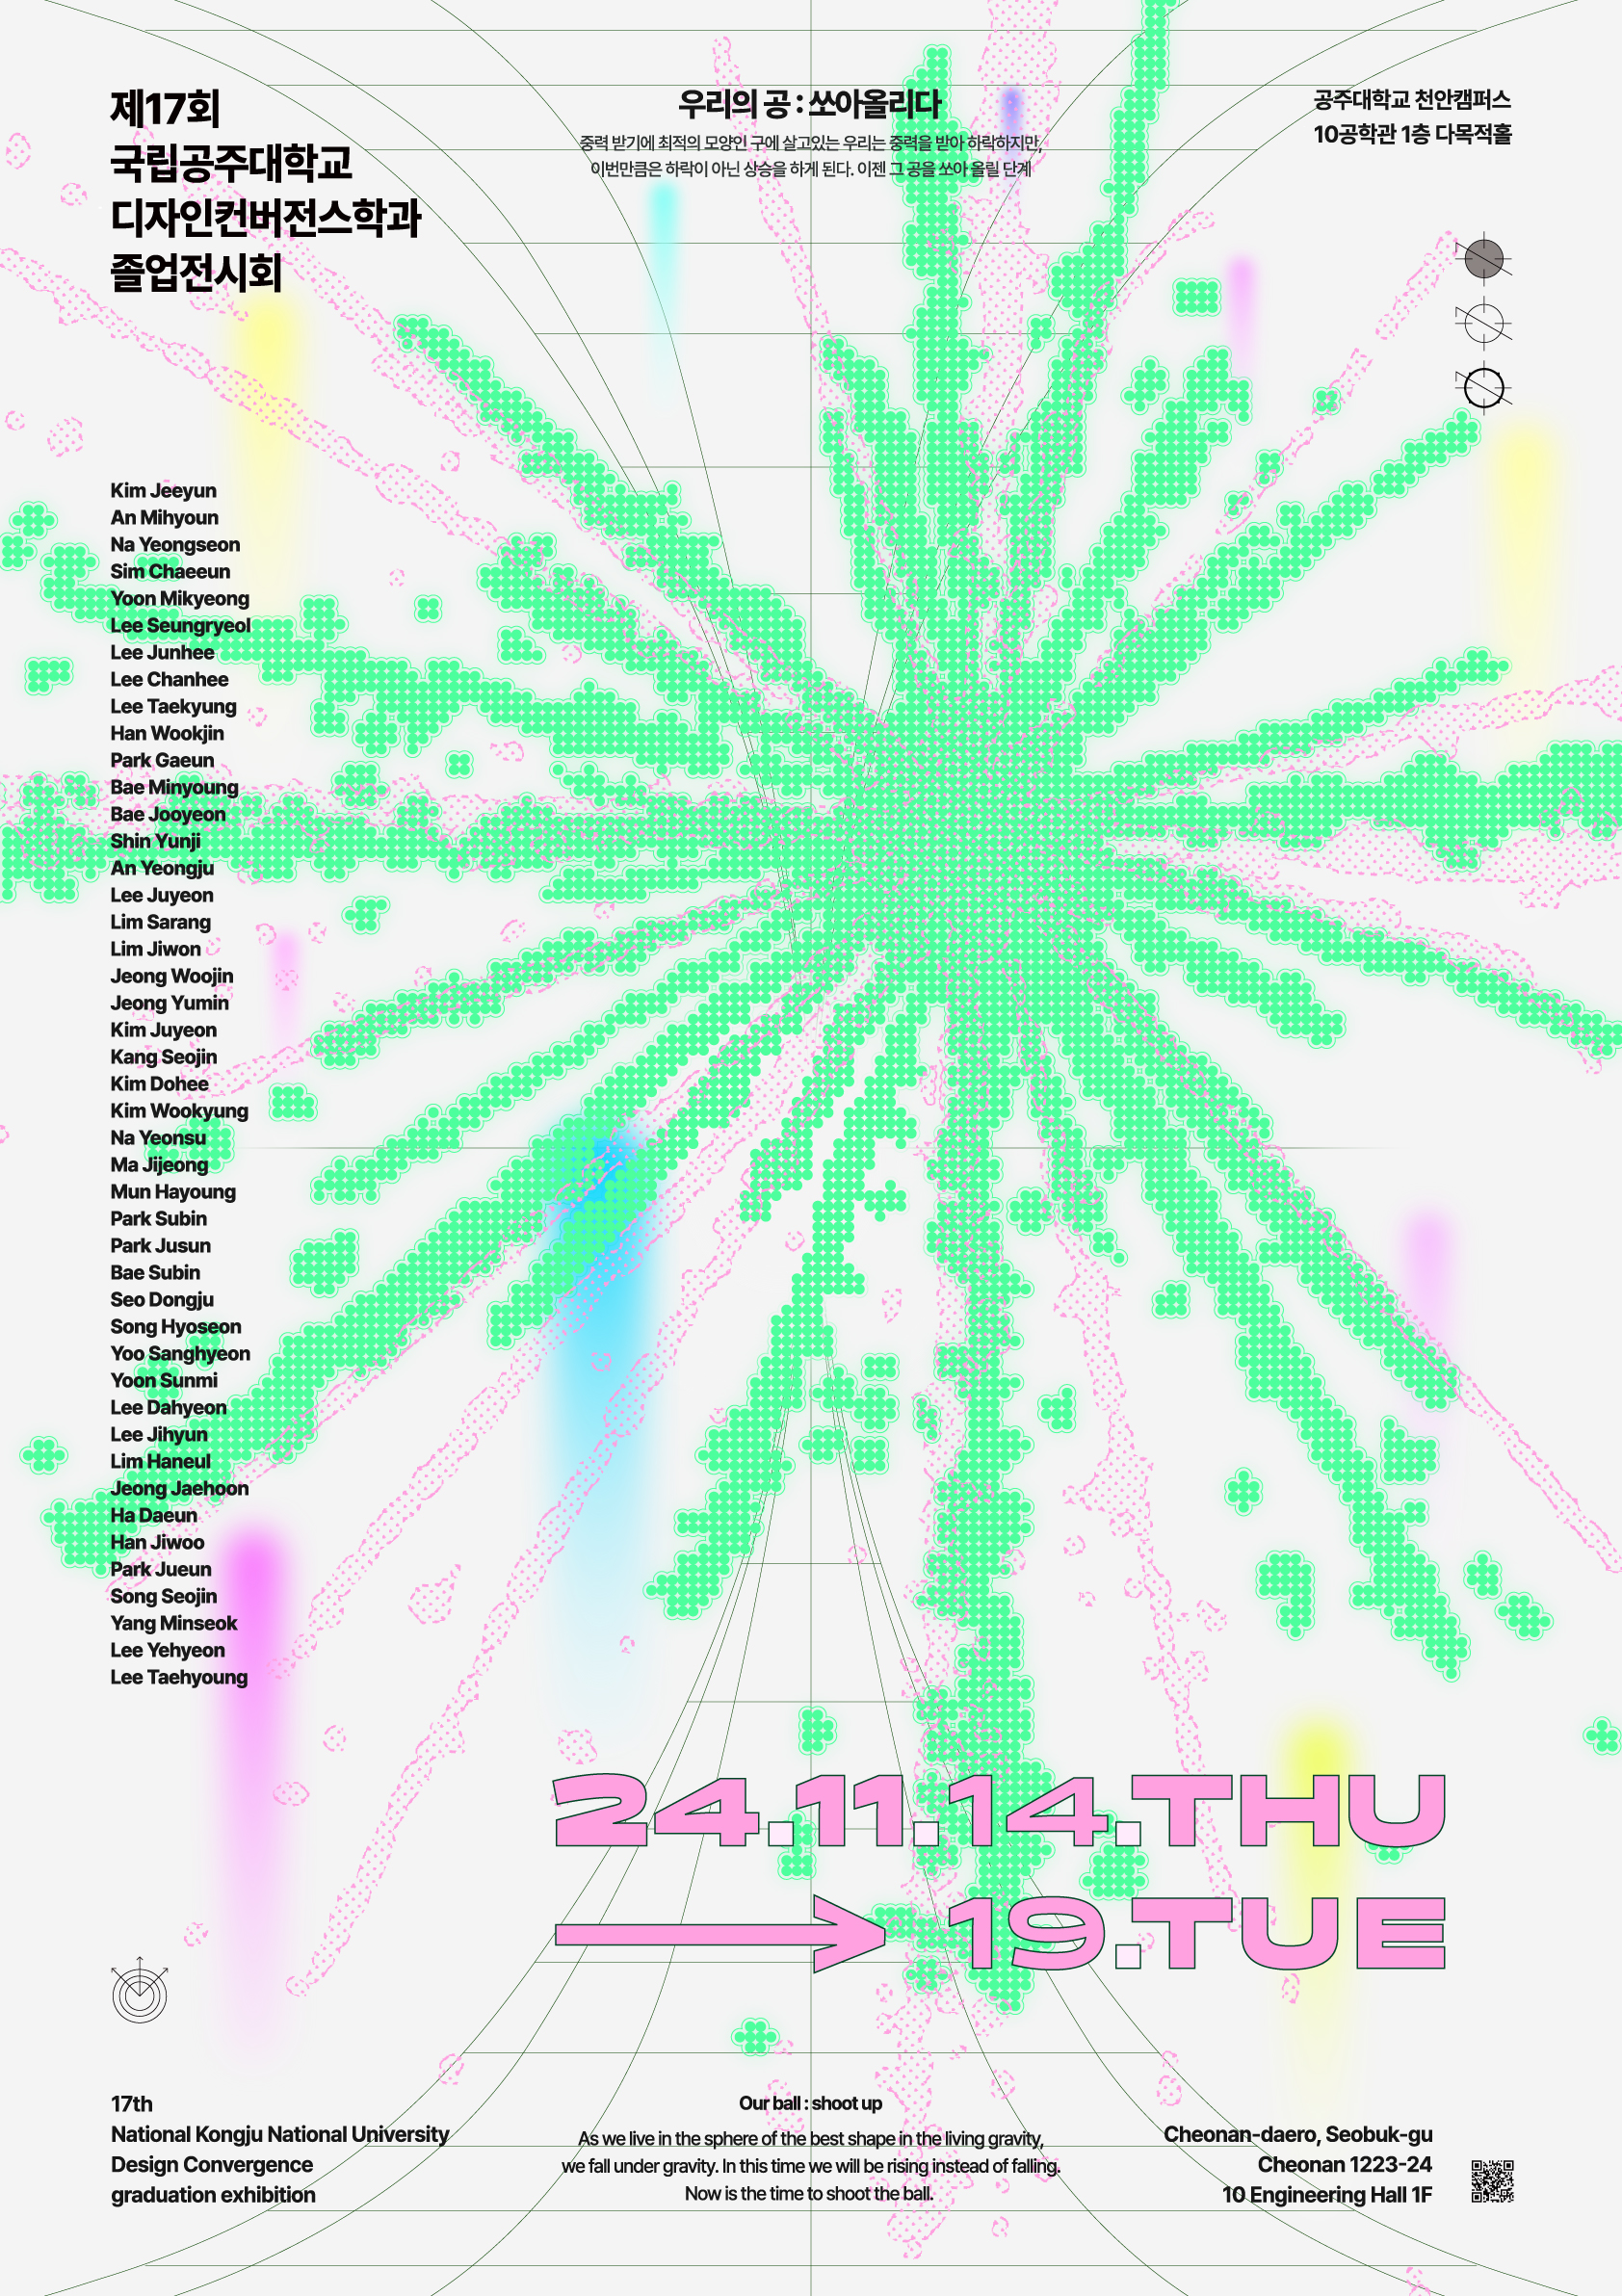 제17회
국립공주대학교
디자인컨버전스학과
졸업전시회
우리의 공 : 쏘아올리다
중력 받기에 최적의 모양인 구에 살고있는 우리는 중력을 받아 하락하지만,
이번만큼은 하락이 아닌 상승을 하게 된다. 이젠 그 공을 쏘아 올릴 단계
공주대학교 천안캠퍼스
10공학관 1층 다목적홀
Kim Jeeyun
An Mihyoun
Na Yeongseon
Sim Chaeeun
Yoon Mikyeong
Lee Seungryeol
Lee Junhee
Lee Chanhee
Lee Taekyung
Han Wookjin
Park Gaeun
Bae Minyoung
Bae Jooyeon
Shin Yunji
An Yeongju
Lee Juyeon
Lim Sarang
Lim Jiwon
Jeong Woojin
Jeong Yumin
Kim Juyeon
Kang Seojin
Kim Dohee
Kim Wookyung
Na Yeonsu
Ma Jijeong
Mun Hayoung
Park Subin
Park Jusun
Bae Subin
Seo Dongju
Song Hyoseon
Yoo Sanghyeon
Yoon Sunmi
Lee Dahyeon
Lee Jihyun
Lim Haneul
Jeong Jaehoon
Ha Daeun
Han Jiwoo
Park Jueun
Song Seojin
Yang Minseok
Lee Yehyeon
Lee Taehyoung
24.11.14.THU
→ 19.TUE
17th
National Kongju National University
Design Convergence
graduation exhibition
Our ball : shoot up
As we live in the sphere of the best shape in the living gravity,
we fall under gravity. In this time we will be rising instead of falling.
Now is the time to shoot the ball.
Cheonan-daero, Seobuk-gu
Cheonan 1223-24
10 Engineering Hall 1F